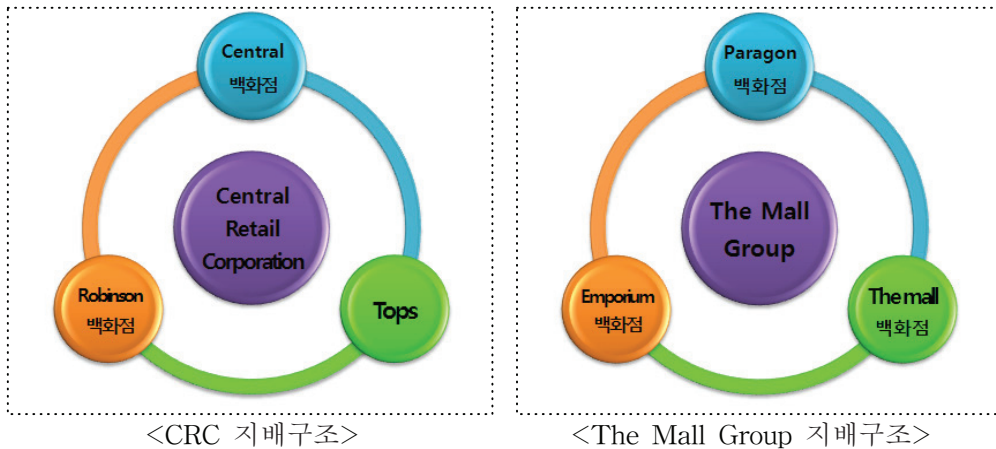 Central
백화점
Central
Retail
Corporation
Robinson
백화점
Tops
<CRC 지배구조>
Paragon
백화점
The Mall
Group
Emporium
백화점
The mall
백화점
<The Mall Group 지배구조>